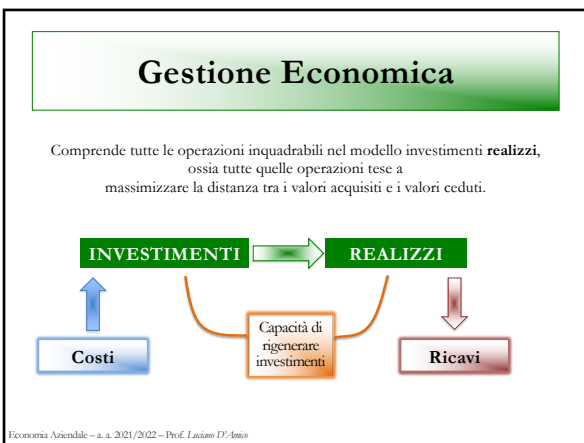 Gestione Economica
Comprende tutte le operazioni inquadrabili nel modello investimenti realizzi,
ossia tutte quelle operazioni tese a
massimizzare la distanza tra i valori acquisiti e i valori ceduti.
INVESTIMENTI
REALIZZI
Costi
Capacità di
rigenerare
investimenti
Ricavi
Economia Aziendale – a. a. 2021/2022 – Prof. Luciano D'Amico